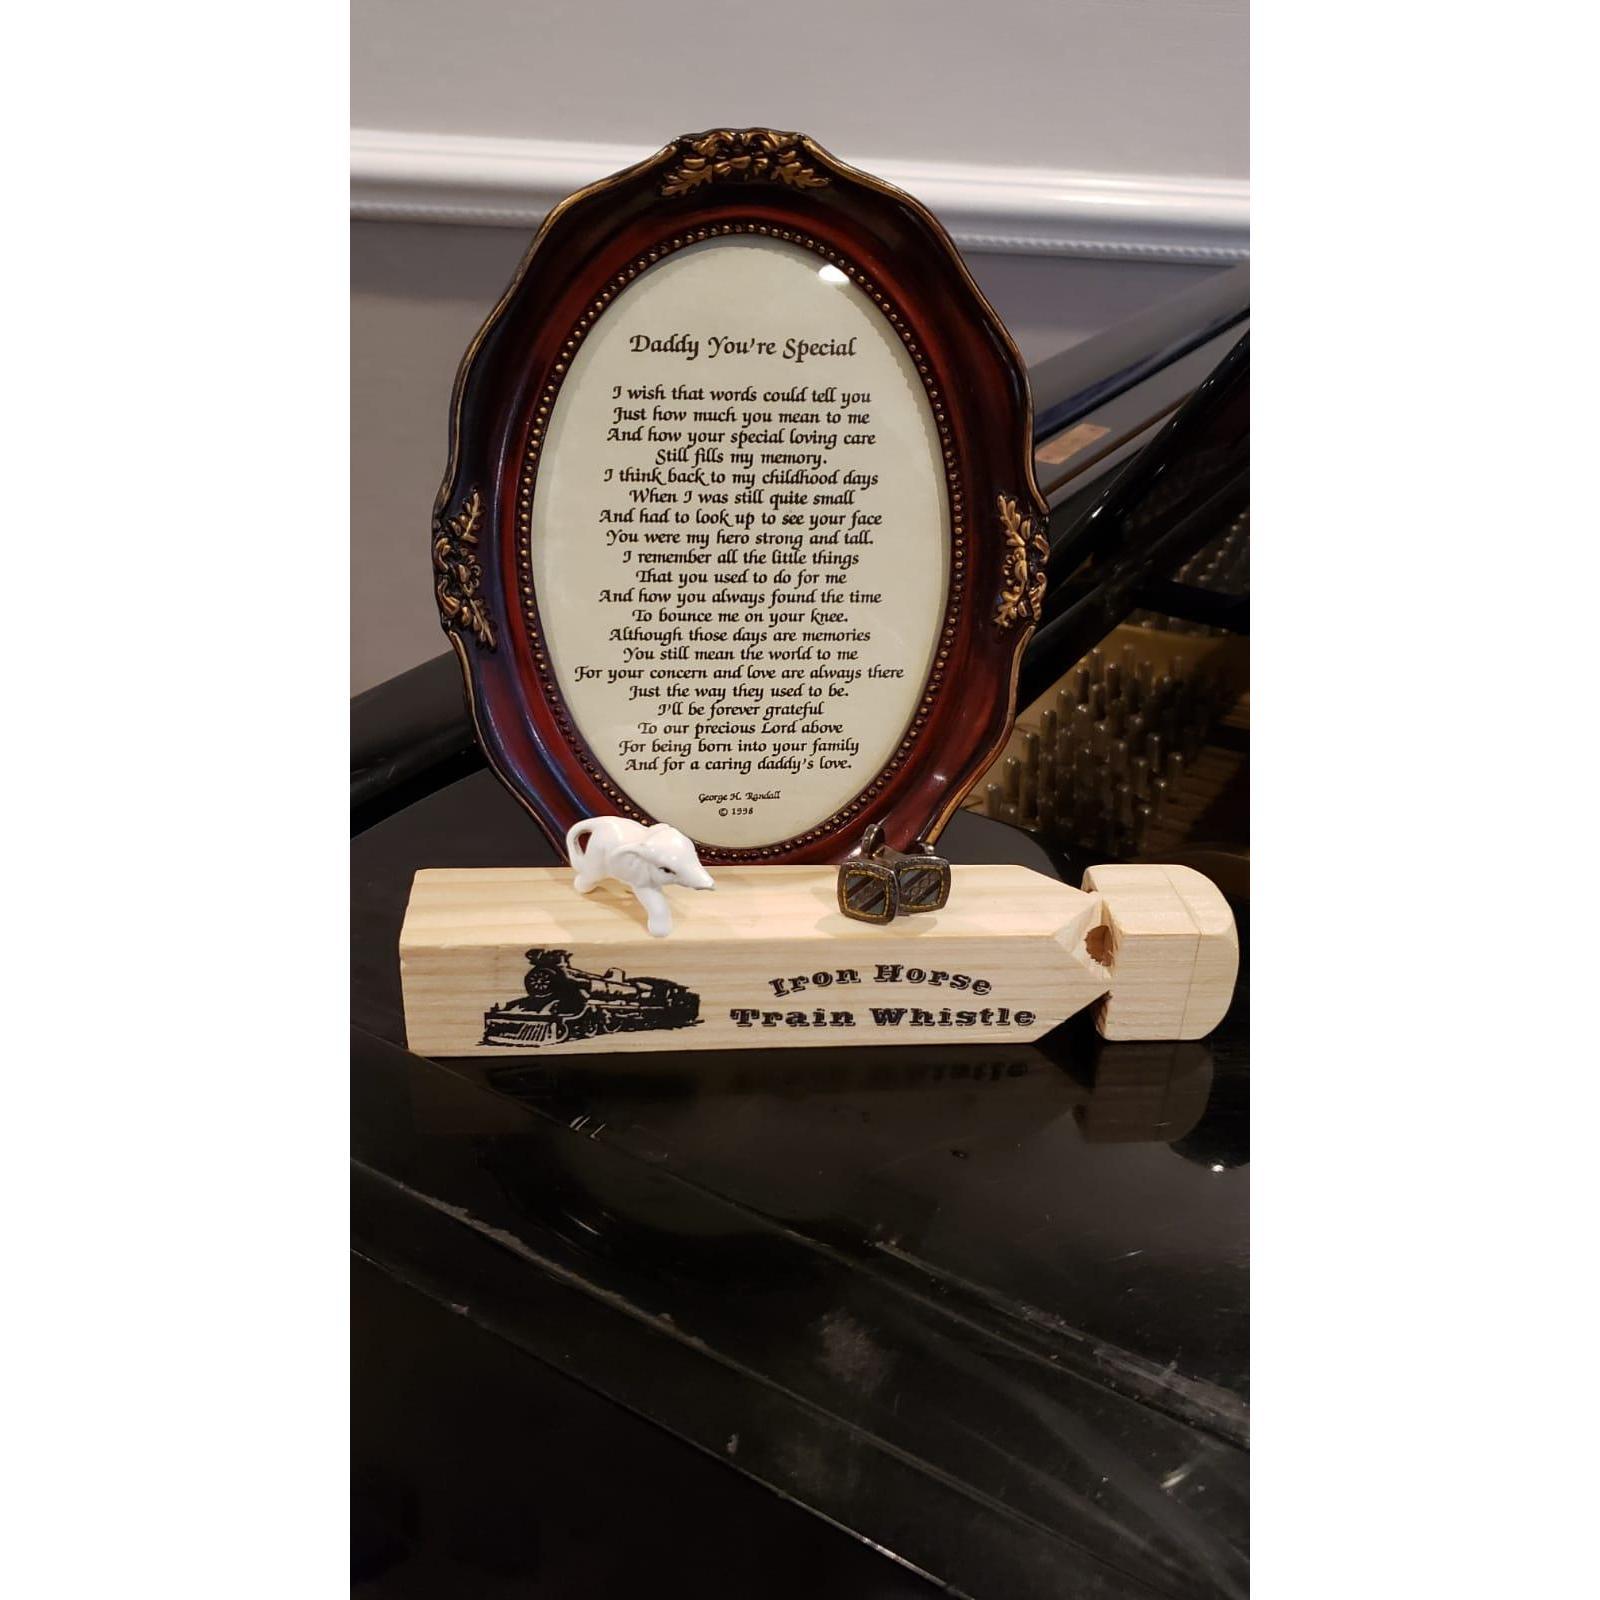 Daddy You're Special
I wish that words could tell you
Just how much you mean to me
And how your special loving care
Still fills my memory.
I think back to my childhood days
When I was still quite small
And had to look up to see your face
You were my hero strong and tall.
I remember all the little things
That you used to do for me
And how you always found the time
To bounce me on your knee.
Although those days are memories
You still mean the world to me
For your concern and love are always there
Just the way they used to be.
I'll be forever grateful
To our precious Lord above
For being born into your family
And for a caring daddy's love.
George H. Randall
© 1998
Iron Horse
Train Whistle